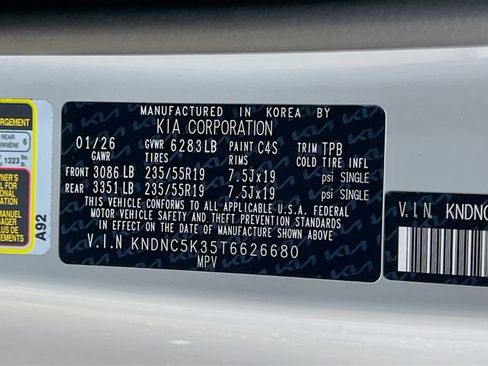 MANUFACTURED IN KOREA BY
KIA CORPORATION
01/26 GVWR 6283LB PAINT C4S TRIM TPB
GAWR TIRES RIMS COLD TIRE INFL
FRONT 3086 LB 235/55R19 7.5Jx19 psi SINGLE
REAR 3351 LB 235/55R19 7.5Jx19 psi SINGLE
THIS VEHICLE CONFORMS TO ALL APPLICABLE U.S.A. FEDERAL
MOTOR VEHICLE SAFETY AND THEFT PREVENTION STANDARDS
IN EFFECT ON THE DATE OF MANUFACTURE SHOWN ABOVE.
V.I.N KNDNC5K35T6626680
MPV
A92
REAR 6
1323
V.I.N. KNDNC